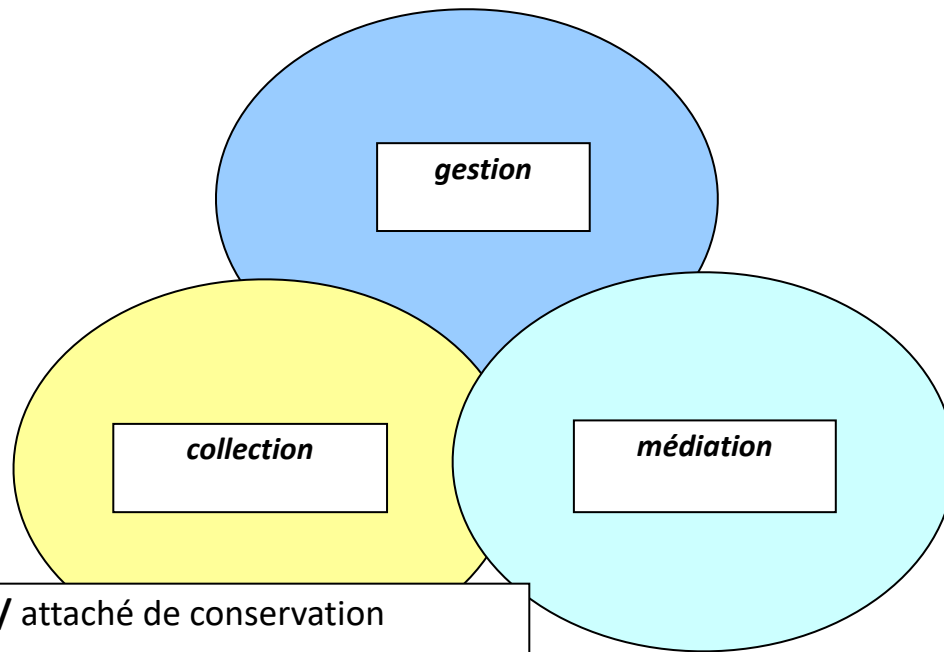 gestion
collection
médiation
/ attaché de conservation